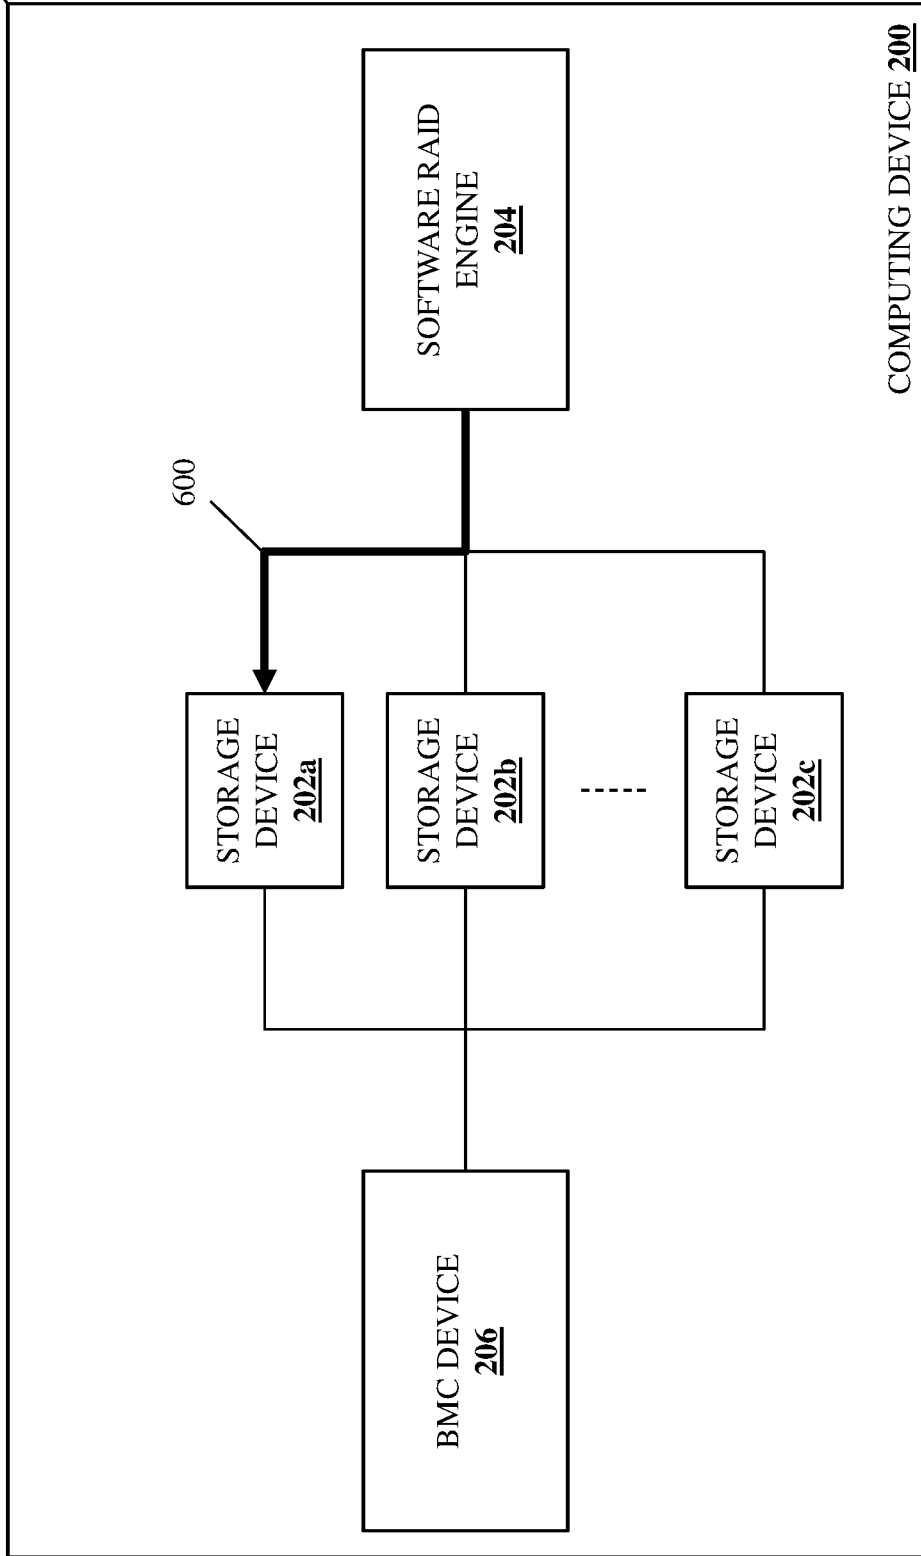 COMPUTING DEVICE 200
BMC DEVICE
206
STORAGE
DEVICE
202a
STORAGE
DEVICE
202b
STORAGE
DEVICE
202c
600
SOFTWARE RAID
ENGINE
204